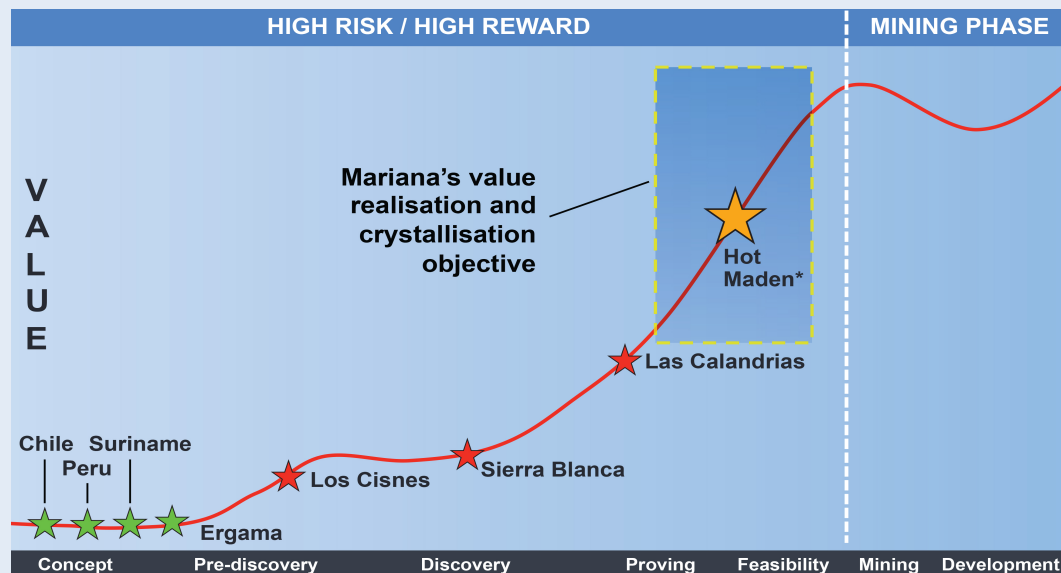 HIGH RISK / HIGH REWARD
MINING PHASE
VALUE
Mariana’s value
realisation and
crystallisation
objective
Hot
Maden*
Las Calandrias
Chile
Suriname
Peru
Los Cisnes
Sierra Blanca
Ergama
Concept
Pre-discovery
Discovery
Proving
Feasibility
Mining
Development